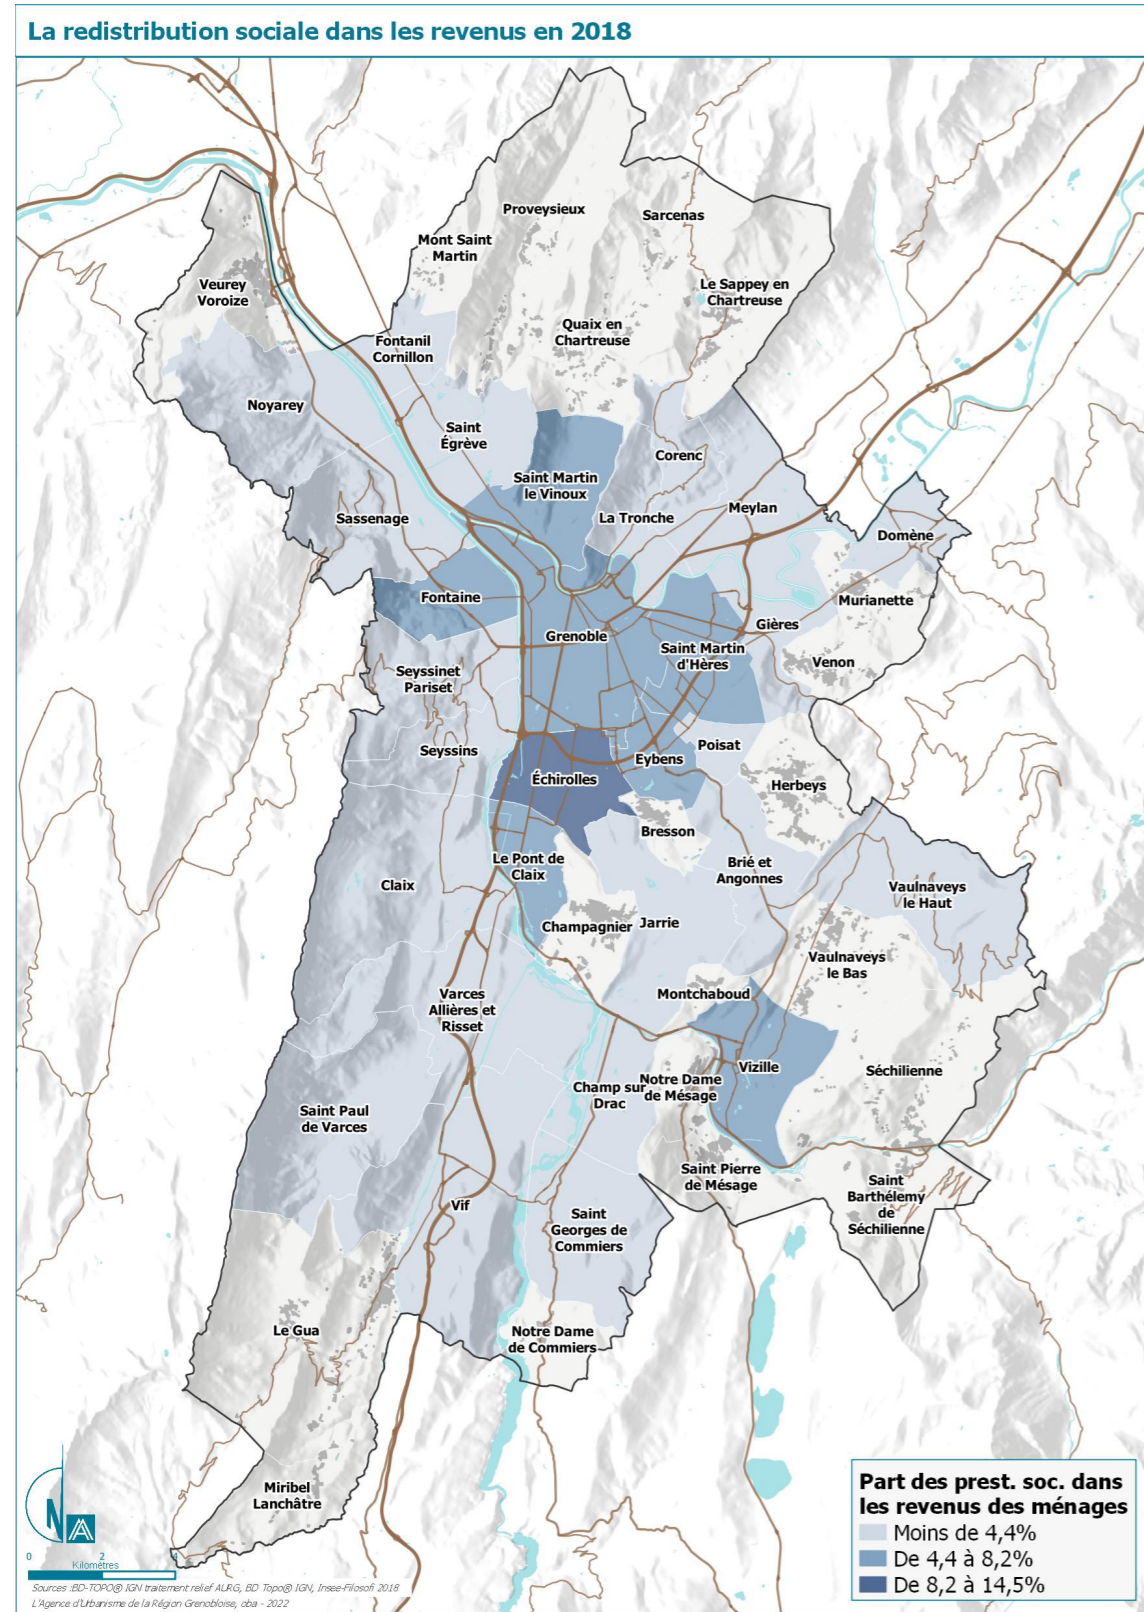 La redistribution sociale dans les revenus en 2018
Proveysieux
Sarcenas
Mont Saint
Martin
Veurey
Voroize
Le Sappey en
Chartreuse
Quaix en
Chartreuse
Fontanil
Cornillon
Noyarey
Saint
Égrève
Corenc
Saint Martin
le Vinoux
Meylan
La Tronche
Sassenage
Domène
Fontaine
Murianette
Grenoble
Gières
Saint Martin
d'Hères
Venon
Seyssinet
Pariset
Seyssins
Poisat
Eybens
Échirolles
Herbeys
Bresson
Le Pont de
Claix
Brié et
Angonnes
Claix
Vaulnaveys
le Haut
Champagnier
Jarrie
Vaulnaveys
le Bas
Varces
Allières et
Risset
Montchaboud
Vizille
Séchilienne
Champ sur
Drac
Notre Dame
de Mésage
Saint Paul
de Varces
Saint Pierre
de Mésage
Saint
Barthélemy
de
Séchilienne
Vif
Saint
Georges de
Commiers
Le Gua
Notre Dame
de Commiers
Miribel
Lanchâtre
N
0 2 4
Kilomètres
Sources :BD-TOPO® IGN traitement relief AURG, BD Topo® IGN, Insee-Filosofi 2018
L'Agence d'Urbanisme de la Région Grenobloise, oba - 2022
Part des prest. soc. dans
les revenus des ménages
Moins de 4,4%
De 4,4 à 8,2%
De 8,2 à 14,5%